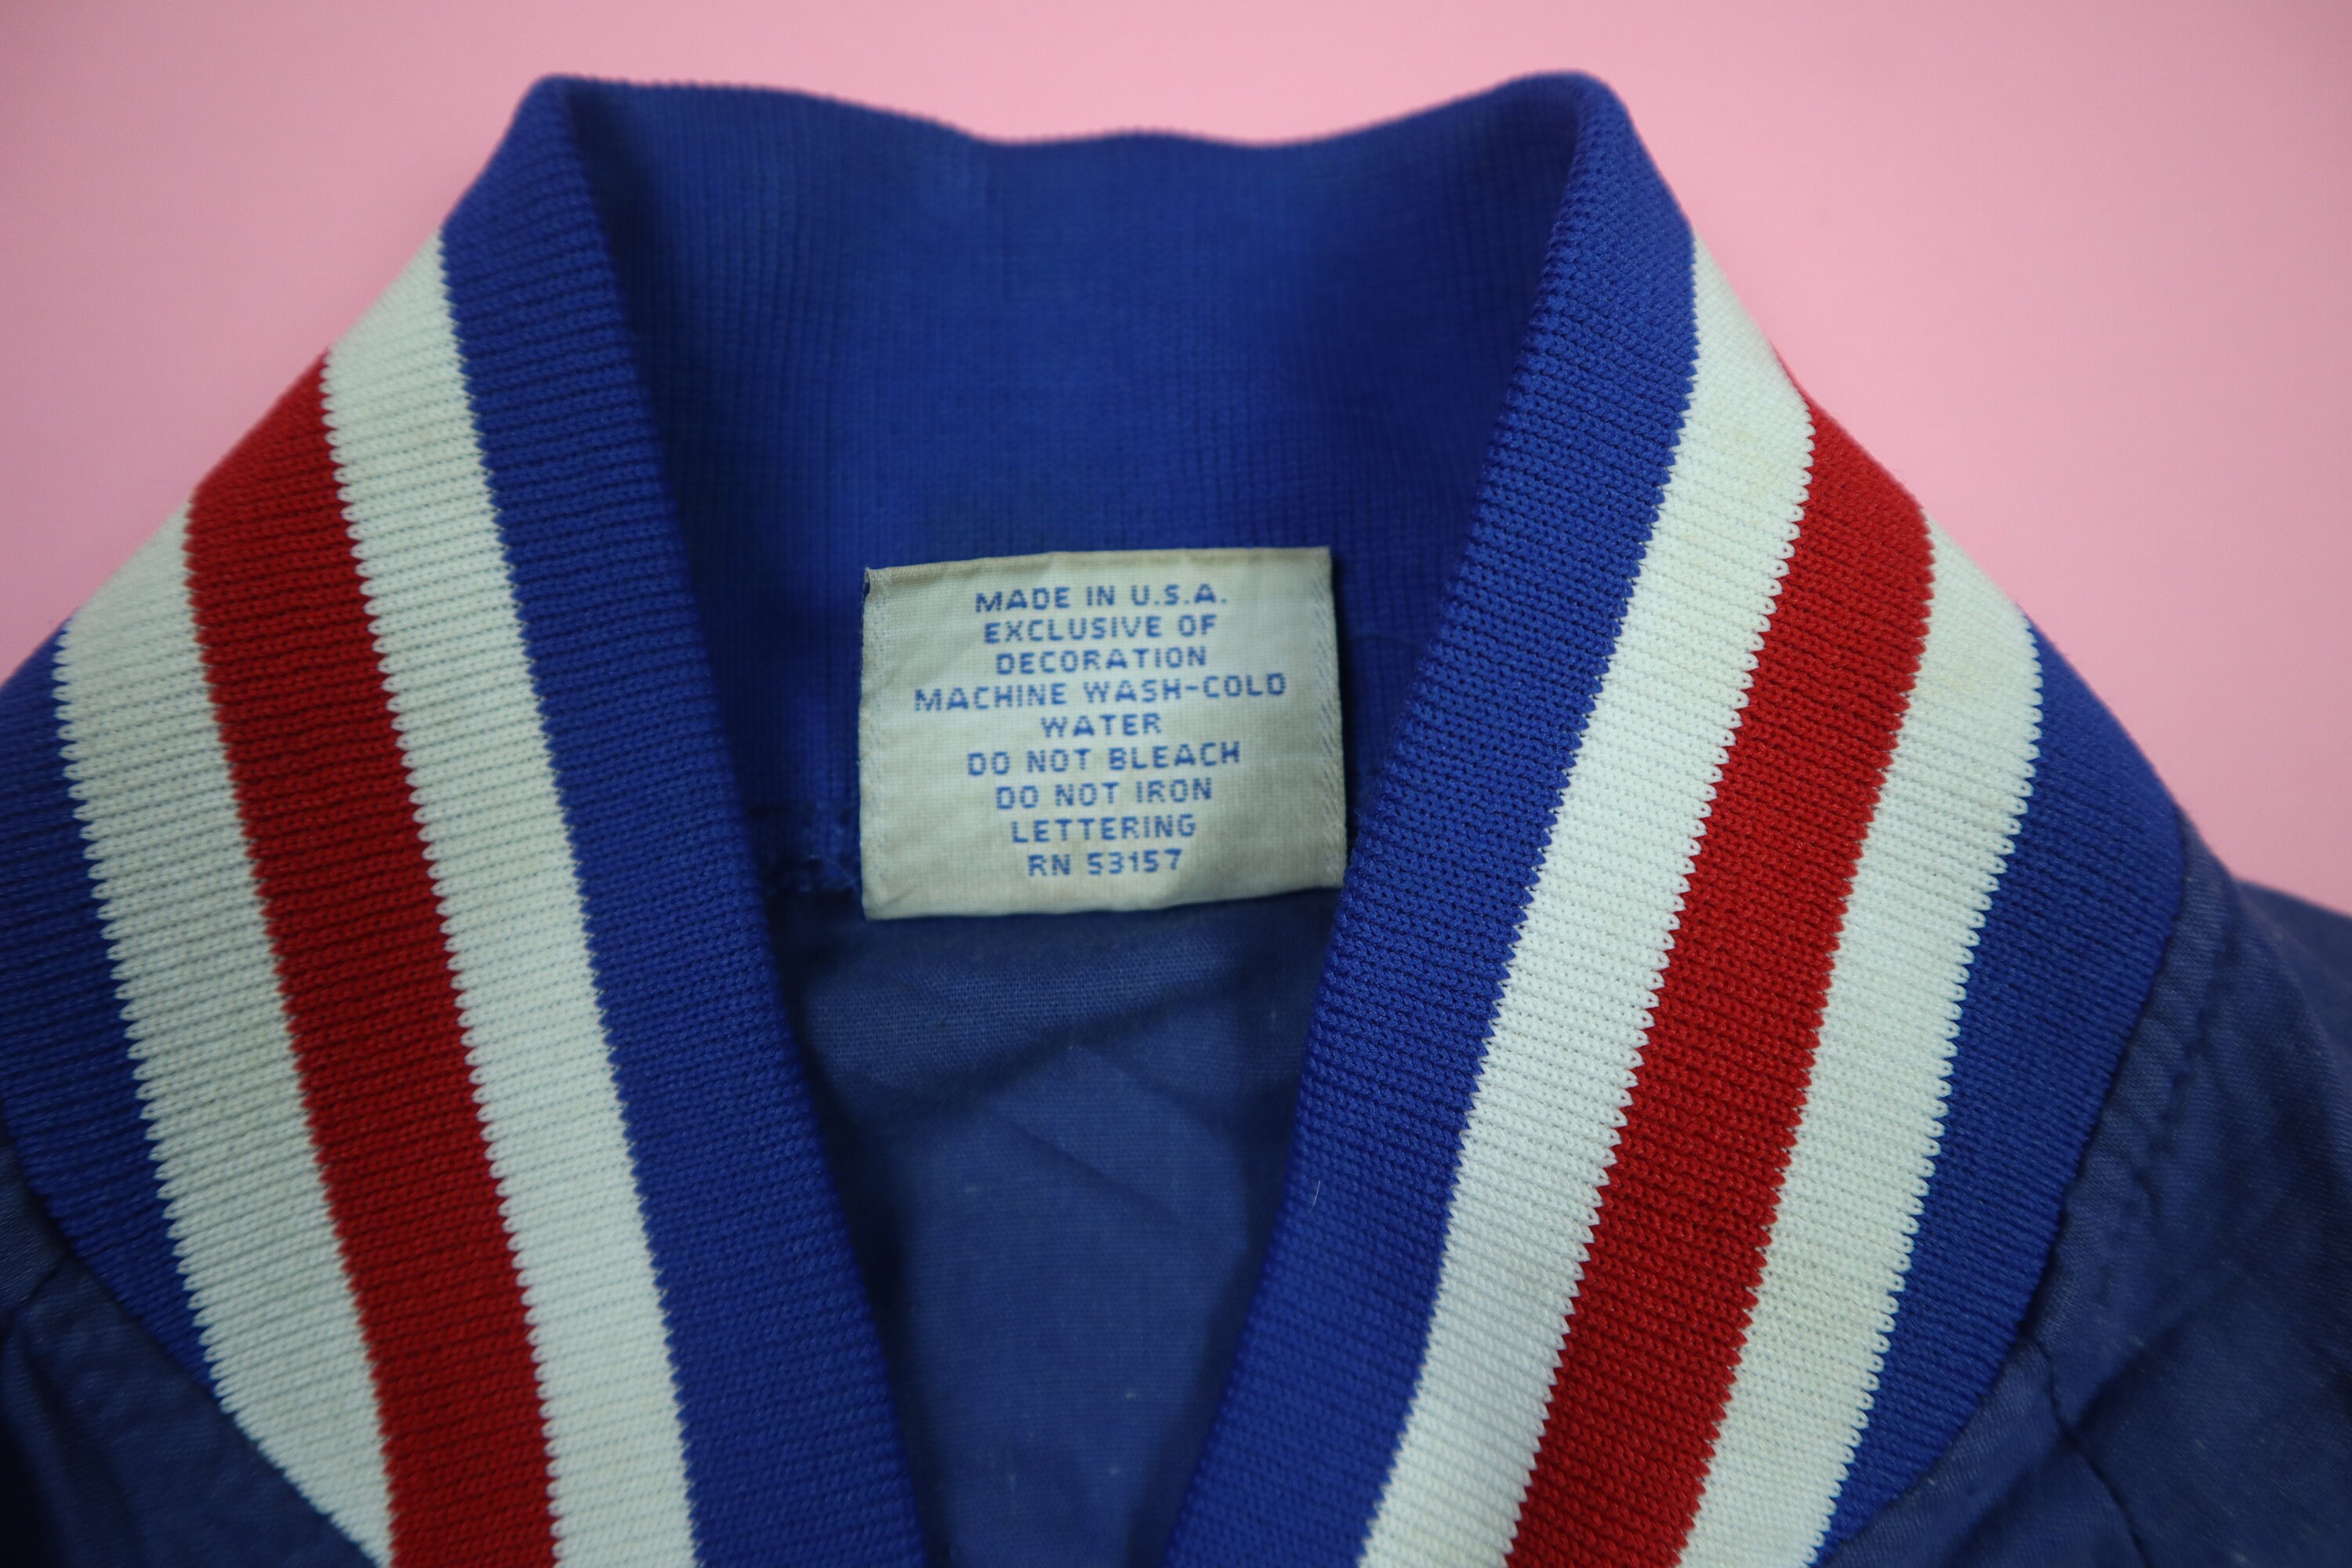 MADE IN U.S.A.
EXCLUSIVE OF
DECORATION
MACHINE WASH-COLD
WATER
DO NOT BLEACH
DO NOT IRON
LETTERING
RN 53157